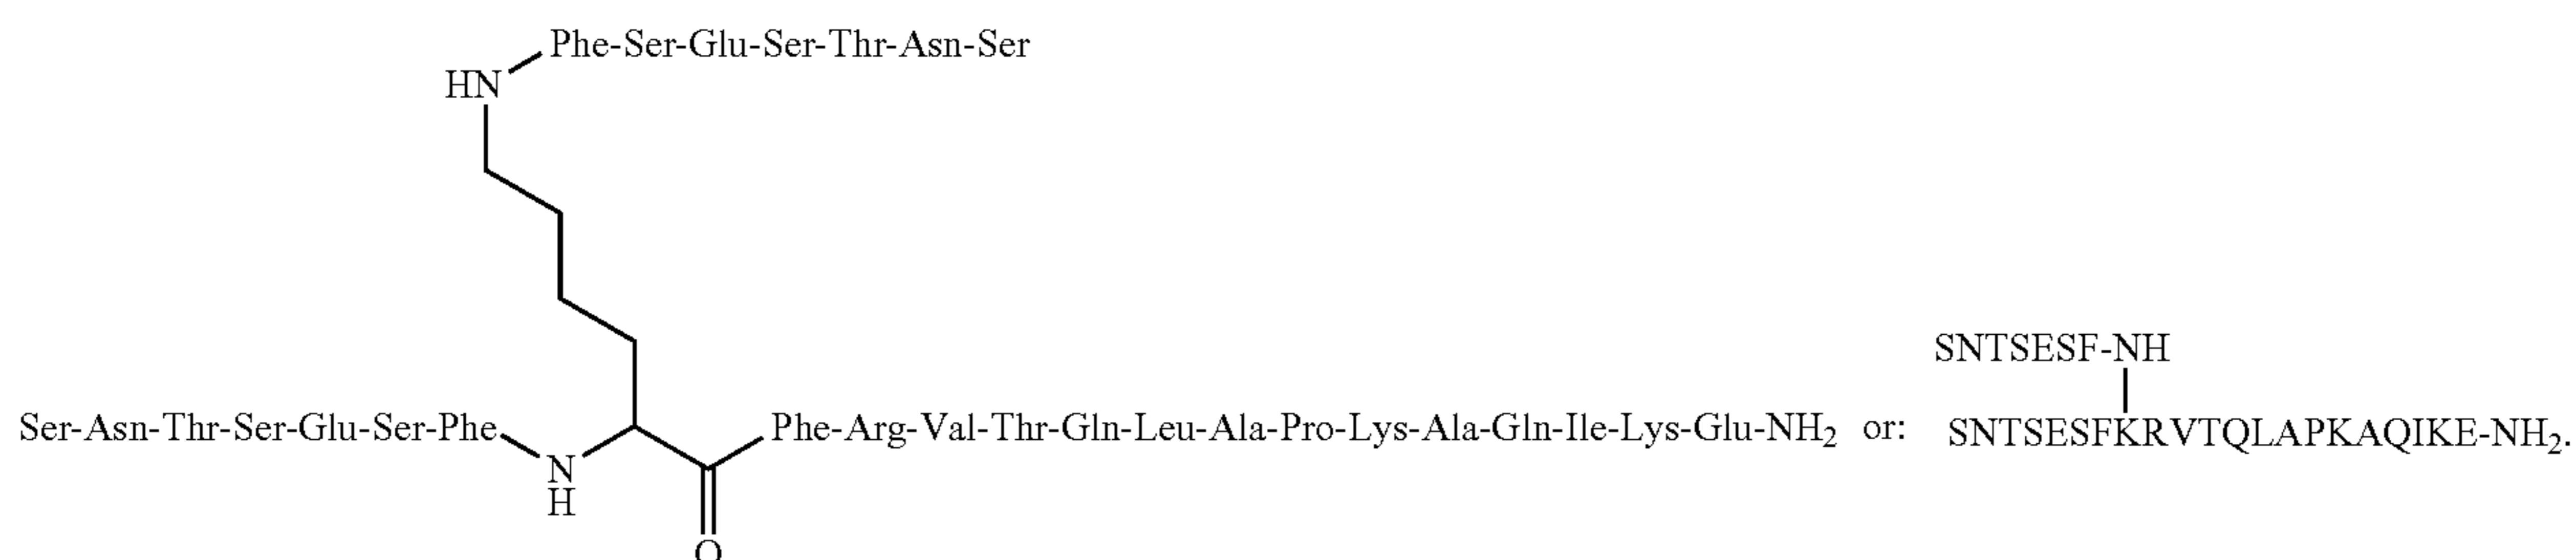 Phe-Ser-Glu-Ser-Thr-Asn-Ser
HN
SNTSESF-NH
Ser-Asn-Thr-Ser-Glu-Ser-Phe
Phe-Arg-Val-Thr-Gln-Leu-Ala-Pro-Lys-Ala-Gln-Ile-Lys-Glu-NH₂ or: SNTSESFKRVTQLAPKAQIKE-NH₂.
N
H
O